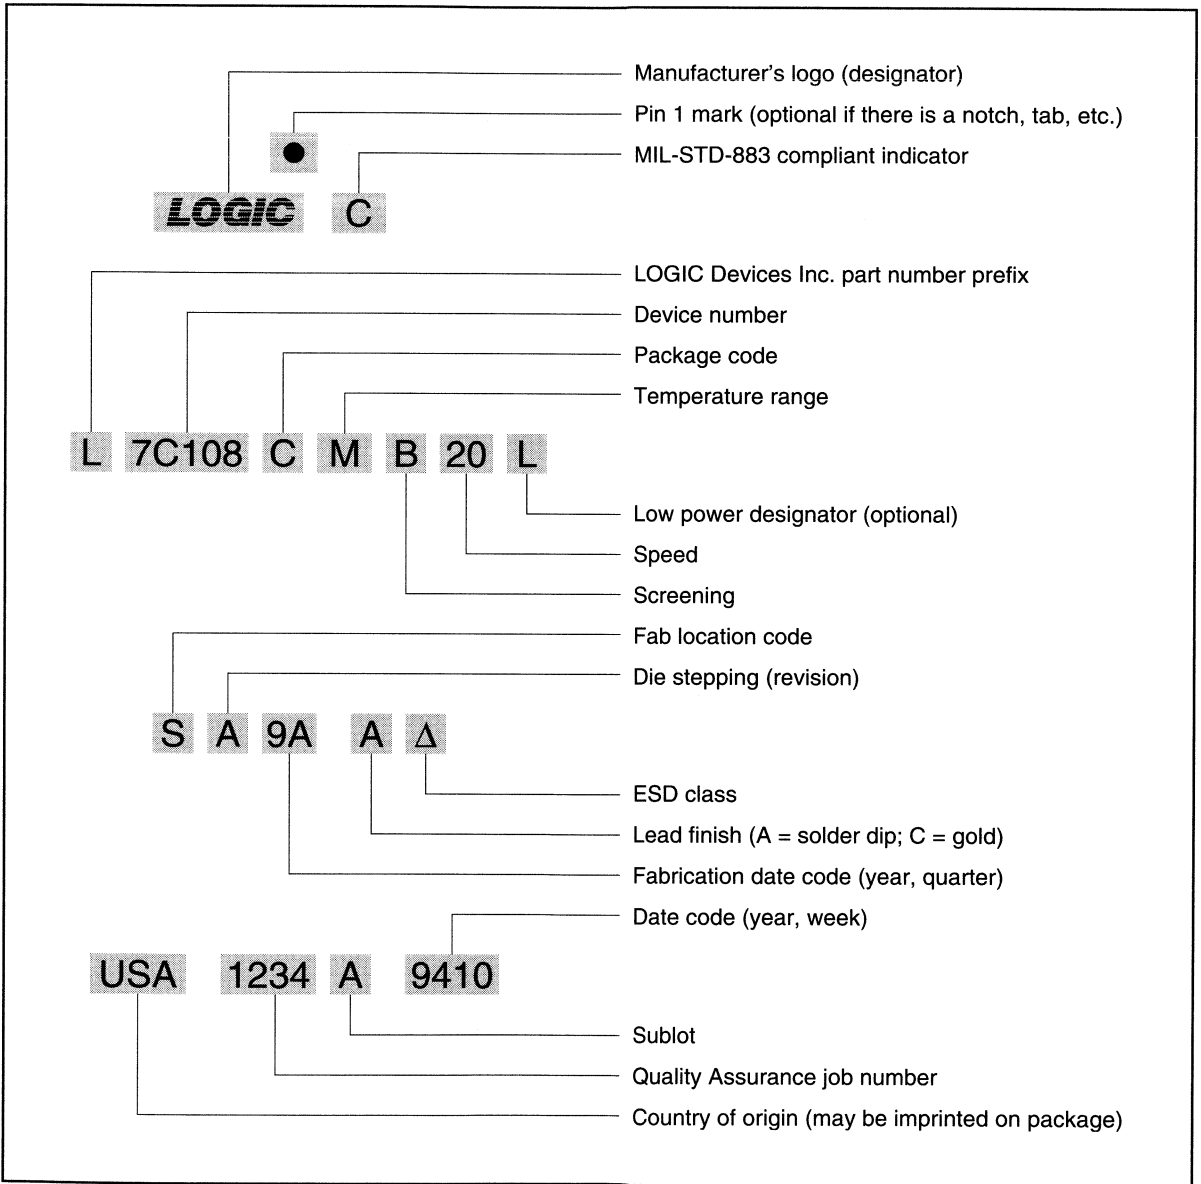 Manufacturer's logo (designator)
Pin 1 mark (optional if there is a notch, tab, etc.)
MIL-STD-883 compliant indicator
LOGIC C
LOGIC Devices Inc. part number prefix
Device number
Package code
Temperature range
L 7C108 C M B 20 L
Low power designator (optional)
Speed
Screening
Fab location code
Die stepping (revision)
S A 9A A Δ
ESD class
Lead finish (A = solder dip; C = gold)
Fabrication date code (year, quarter)
Date code (year, week)
USA 1234 A 9410
Sublot
Quality Assurance job number
Country of origin (may be imprinted on package)